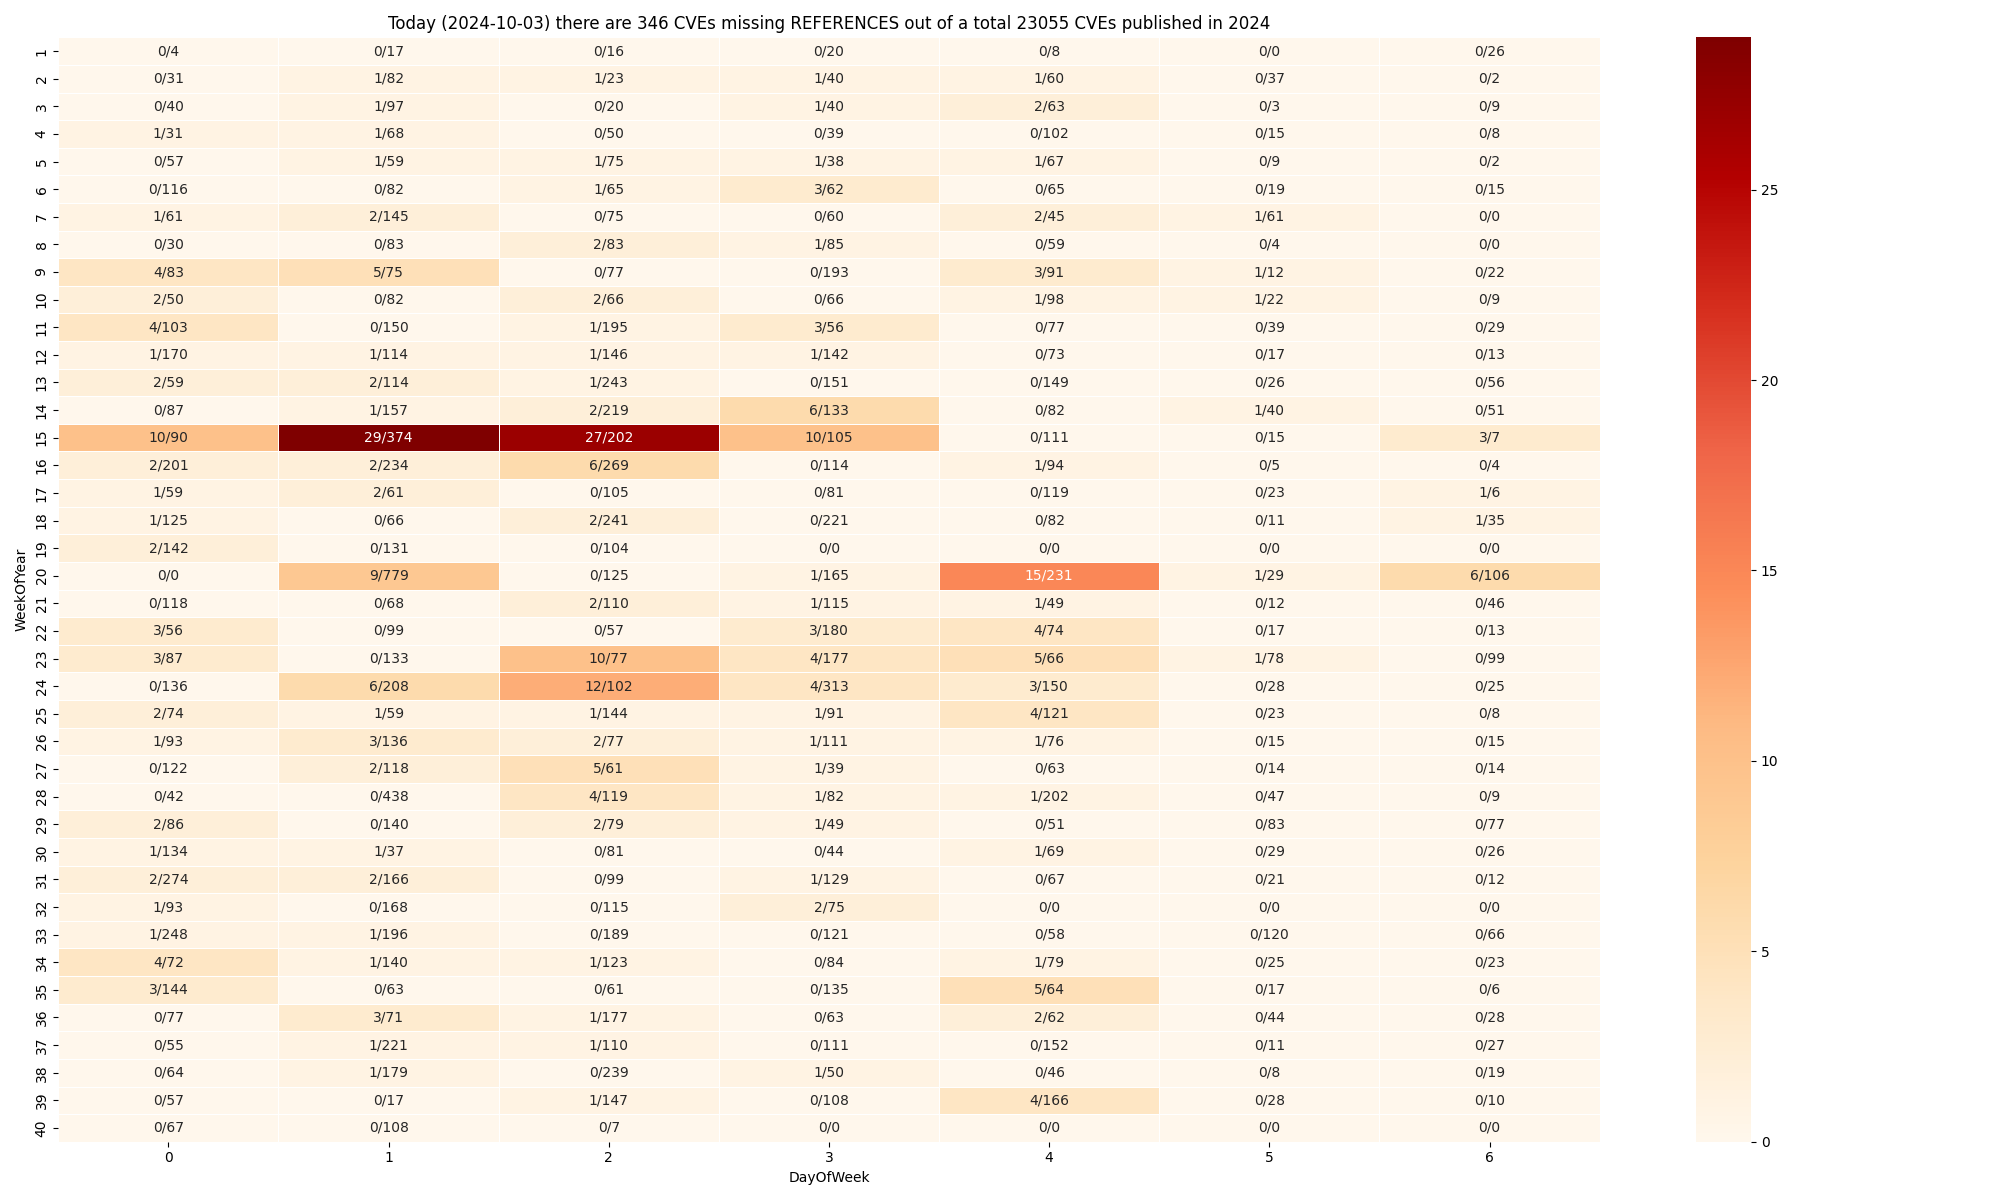 Today (2024-10-03) there are 346 CVEs missing REFERENCES out of a total 23055 CVEs published in 2024
1 0/4 0/17 0/16 0/20 0/8 0/0 0/26
2 0/31 1/82 1/23 1/40 1/60 0/37 0/2
3 0/40 1/97 0/20 1/40 2/63 0/3 0/9
4 1/31 1/68 0/50 0/39 0/102 0/15 0/8
5 0/57 1/59 1/75 1/38 1/67 0/9 0/2
6 0/116 0/82 1/65 3/62 0/65 0/19 0/15
7 1/61 2/145 0/75 0/60 2/45 1/61 0/0
8 0/30 0/83 2/83 1/85 0/59 0/4 0/0
9 4/83 5/75 0/77 0/193 3/91 1/12 0/22
10 2/50 0/82 2/66 0/66 1/98 1/22 0/9
11 4/103 0/150 1/195 3/56 0/77 0/39 0/29
12 1/170 1/114 1/146 1/142 0/73 0/17 0/13
13 2/59 2/114 1/243 0/151 0/149 0/26 0/56
14 0/87 1/157 2/219 6/133 0/82 1/40 0/51
15 10/90 29/374 27/202 10/105 0/111 0/15 3/7
16 2/201 2/234 6/269 0/114 1/94 0/5 0/4
17 1/59 2/61 0/105 0/81 0/119 0/23 1/6
18 1/125 0/66 2/241 0/221 0/82 0/11 1/35
19 2/142 0/131 0/104 0/0 0/0 0/0 0/0
20 0/0 9/779 0/125 1/165 15/231 1/29 6/106
21 0/118 0/68 2/110 1/115 1/49 0/12 0/46
22 3/56 0/99 0/57 3/180 4/74 0/17 0/13
23 3/87 0/133 10/77 4/177 5/66 1/78 0/99
24 0/136 6/208 12/102 4/313 3/150 0/28 0/25
25 2/74 1/59 1/144 1/91 4/121 0/23 0/8
26 1/93 3/136 2/77 1/111 1/76 0/15 0/15
27 0/122 2/118 5/61 1/39 0/63 0/14 0/14
28 0/42 0/438 4/119 1/82 1/202 0/47 0/9
29 2/86 0/140 2/79 1/49 0/51 0/83 0/77
30 1/134 1/37 0/81 0/44 1/69 0/29 0/26
31 2/274 2/166 0/99 1/129 0/67 0/21 0/12
32 1/93 0/168 0/115 2/75 0/0 0/0 0/0
33 1/248 1/196 0/189 0/121 0/58 0/120 0/66
34 4/72 1/140 1/123 0/84 1/79 0/25 0/23
35 3/144 0/63 0/61 0/135 5/64 0/17 0/6
36 0/77 3/71 1/177 0/63 2/62 0/44 0/28
37 0/55 1/221 1/110 0/111 0/152 0/11 0/27
38 0/64 1/179 0/239 1/50 0/46 0/8 0/19
39 0/57 0/17 1/147 0/108 4/166 0/28 0/10
40 0/67 0/108 0/7 0/0 0/0 0/0 0/0
0 1 2 3 4 5 6
DayOfWeek
WeekOfYear
25
20
15
10
5
0